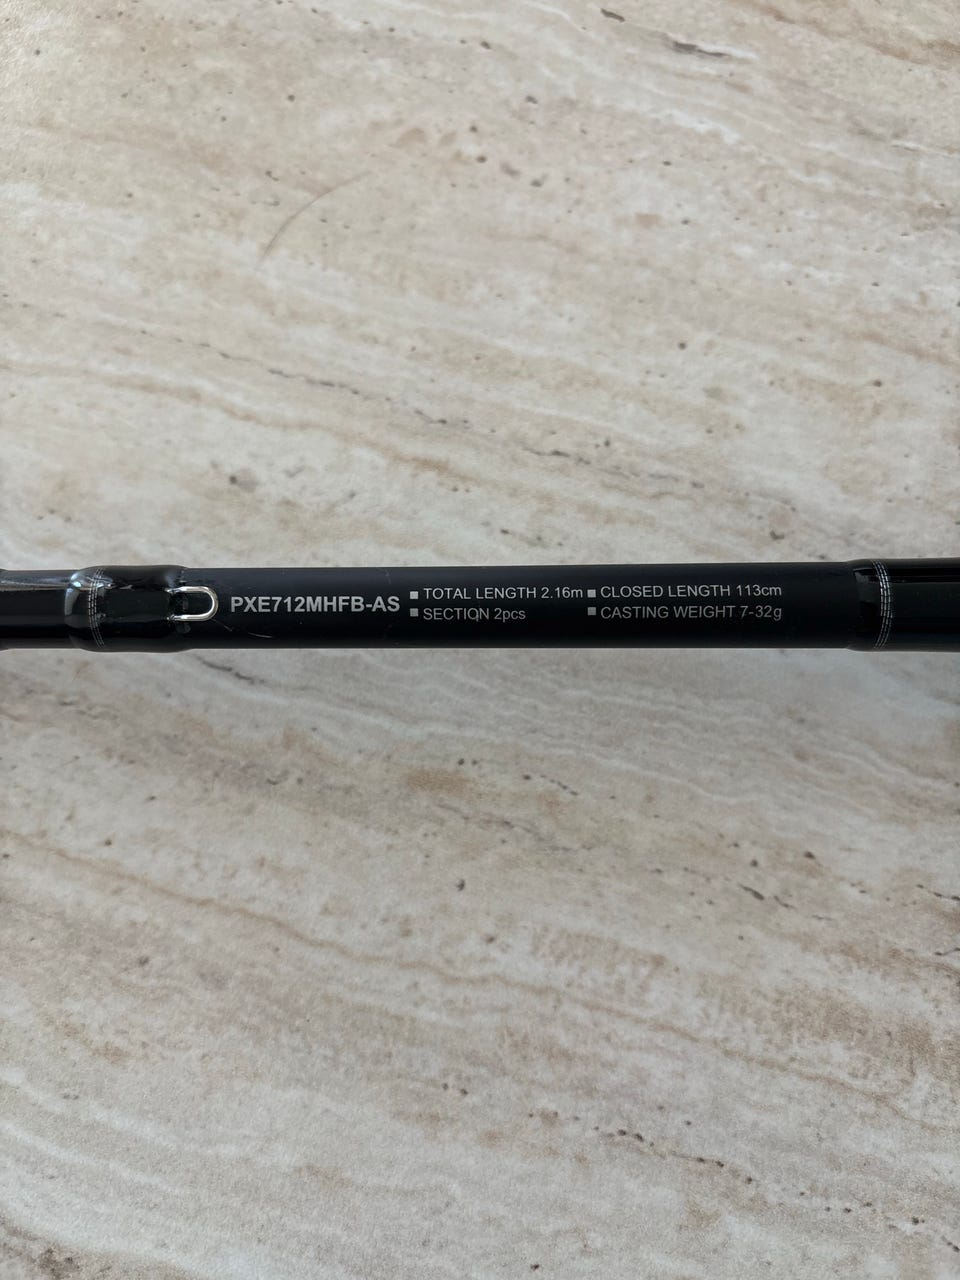 PXE712MHFB-AS ■ TOTAL LENGTH 2.16m ■ CLOSED LENGTH 113cm
■ SECTION 2pcs ■ CASTING WEIGHT 7-32g